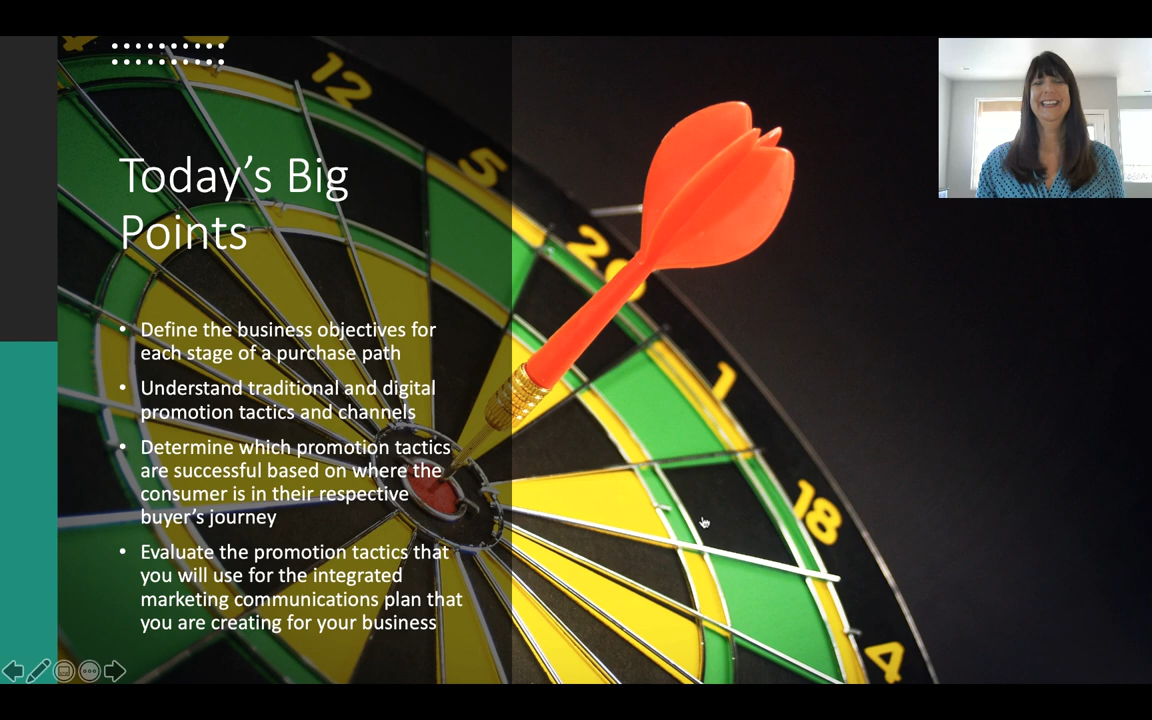 Today's Big
Points
• Define the business objectives for
each stage of a purchase path
• Understand traditional and digital
promotion tactics and channels
• Determine which promotion tactics
are successful based on where the
consumer is in their respective
buyer's journey
• Evaluate the promotion tactics that
you will use for the integrated
marketing communications plan that
you are creating for your business
12
5
20
1
18
4